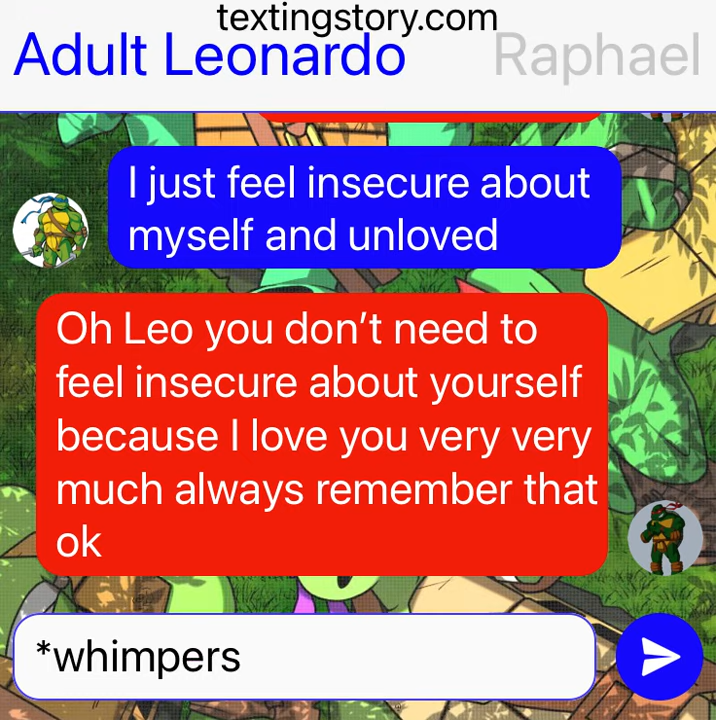 textingstory.com
Adult Leonardo Raphael
I just feel insecure about
myself and unloved
Oh Leo you don’t need to
feel insecure about yourself
because I love you very very
much always remember that
ok
*whimpers